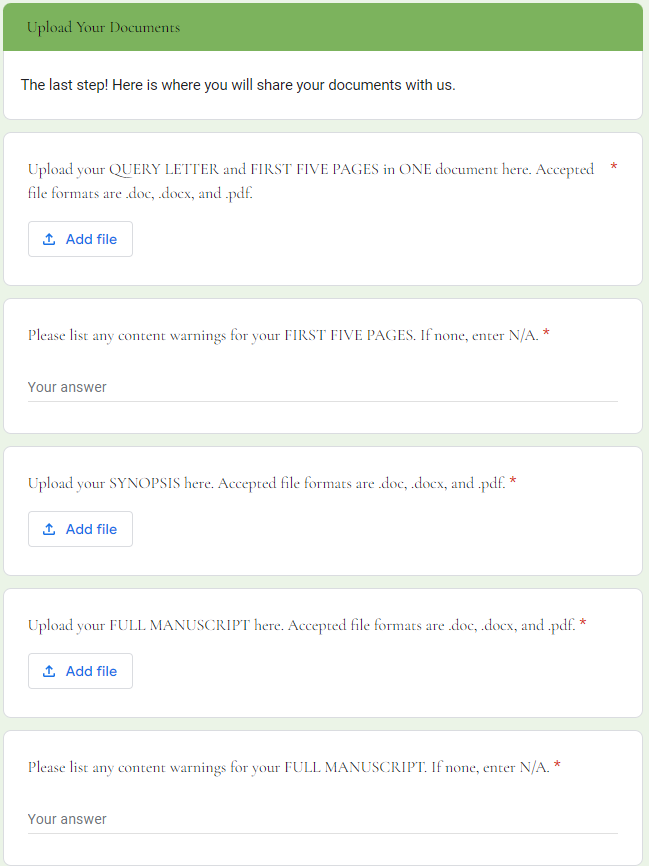 Upload Your Documents
The last step! Here is where you will share your documents with us.
Upload your QUERY LETTER and FIRST FIVE PAGES in ONE document here. Accepted *
file formats are .doc, .docx, and .pdf.
Add file
Please list any content warnings for your FIRST FIVE PAGES. If none, enter N/A. *
Your answer
Upload your SYNOPSIS here. Accepted file formats are .doc, .docx, and .pdf. *
Add file
Upload your FULL MANUSCRIPT here. Accepted file formats are .doc, .docx, and .pdf. *
Add file
Please list any content warnings for your FULL MANUSCRIPT. If none, enter N/A. *
Your answer